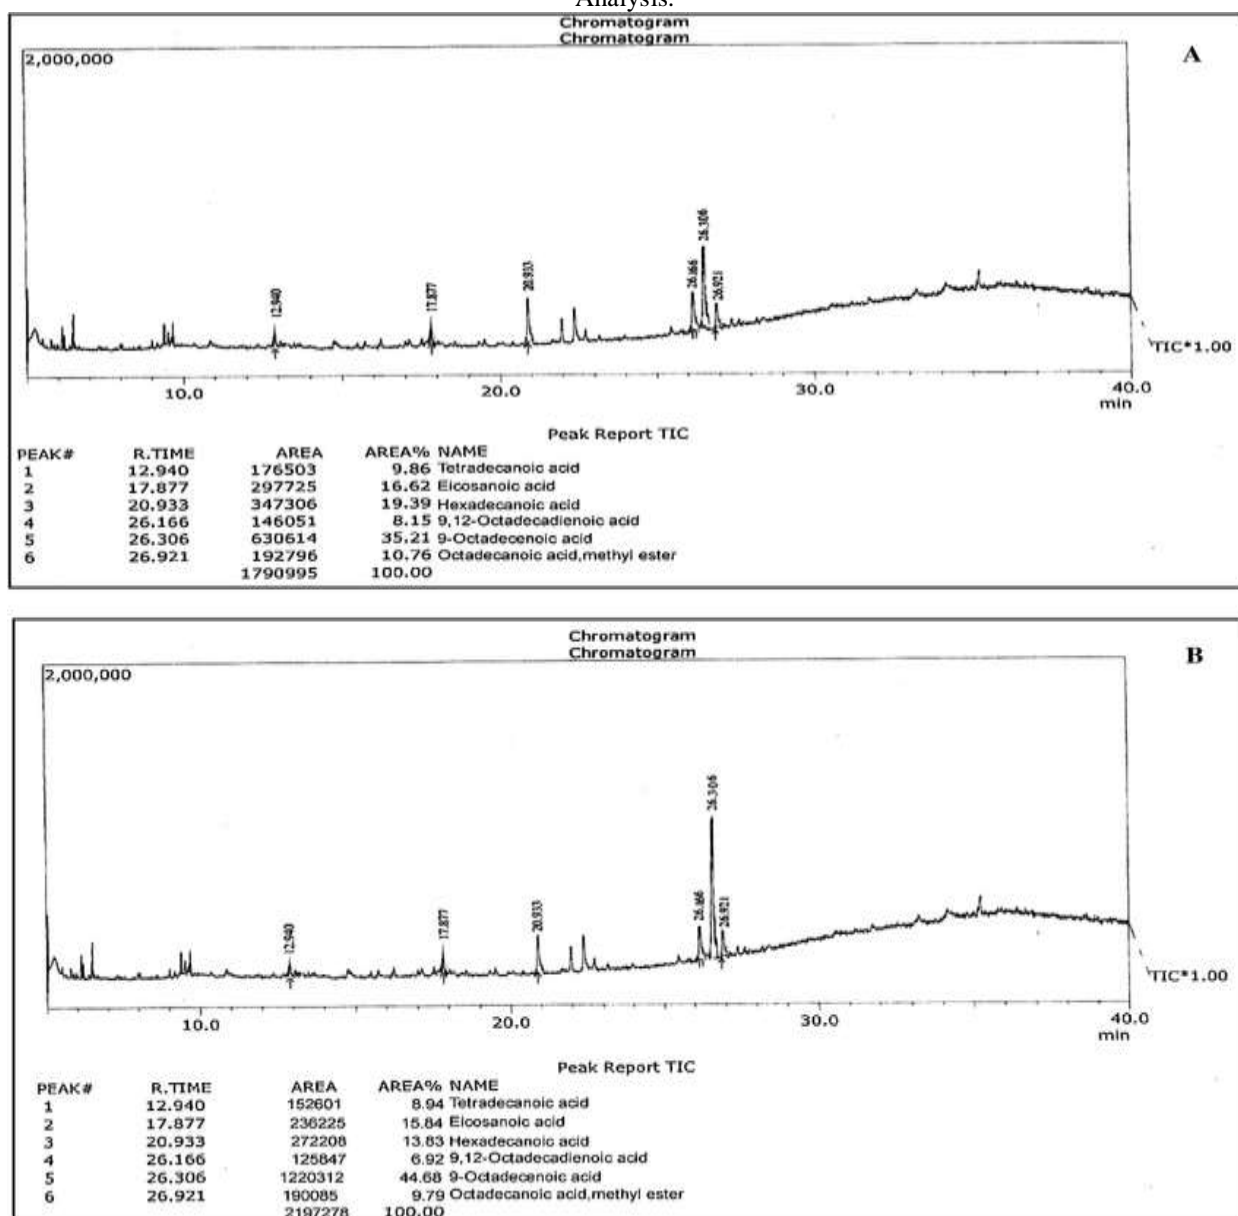 Analysis.
Chromatogram
Chromatogram
A
2,000,000
12.940
17.877
20.933
26.166
26.306
26.921
TIC*1.00
10.0 20.0 30.0 40.0
min
Peak Report TIC
PEAK# R.TIME AREA AREA% NAME
1 12.940 176503 9.86 Tetradecanoic acid
2 17.877 297725 16.62 Eicosanoic acid
3 20.933 347306 19.39 Hexadecanoic acid
4 26.166 146051 8.15 9,12-Octadecadienoic acid
5 26.306 630614 35.21 9-Octadecenoic acid
6 26.921 192796 10.76 Octadecanoic acid,methyl ester
1790995 100.00
Chromatogram
Chromatogram
B
2,000,000
12.940
17.877
20.933
26.166
26.306
26.921
TIC*1.00
10.0 20.0 30.0 40.0
min
Peak Report TIC
PEAK# R.TIME AREA AREA% NAME
1 12.940 152601 8.94 Tetradecanoic acid
2 17.877 236225 15.84 Eicosanoic acid
3 20.933 272208 13.83 Hexadecanoic acid
4 26.166 125847 6.92 9,12-Octadecadienoic acid
5 26.306 1220312 44.68 9-Octadecenoic acid
6 26.921 190085 9.79 Octadecanoic acid,methyl ester
2197278 100.00